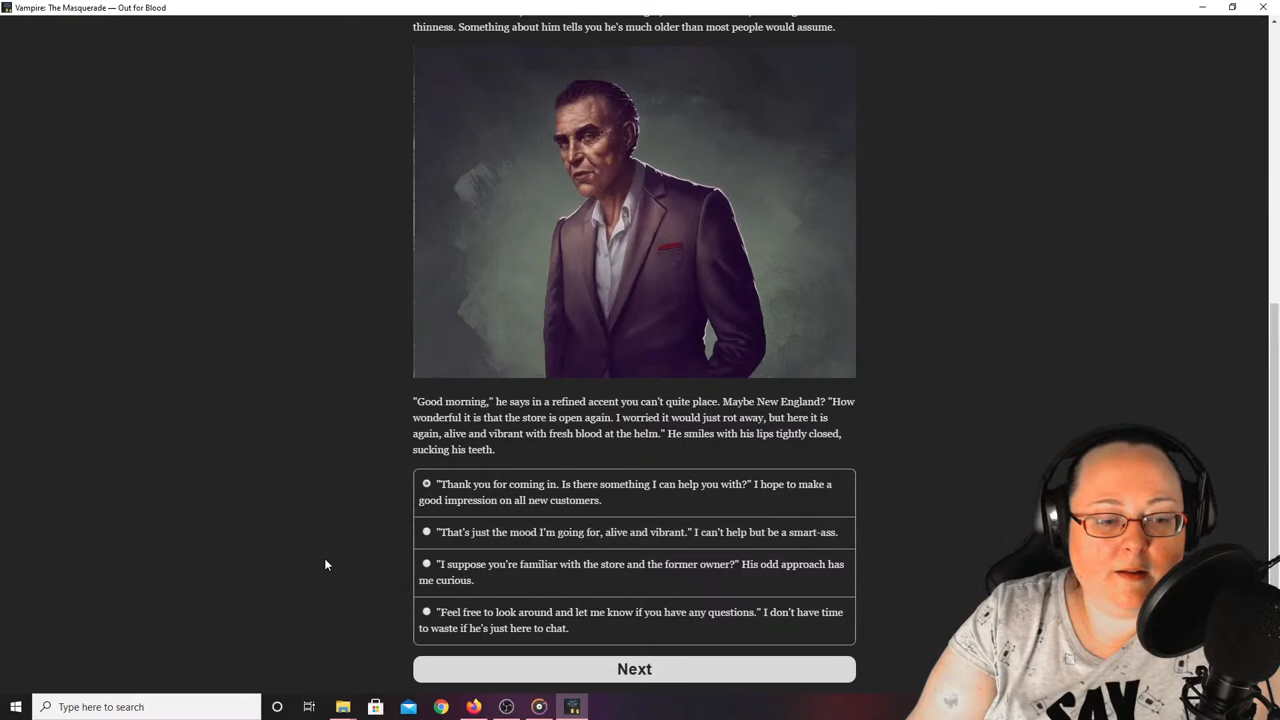 Vampire: The Masquerade — Out for Blood
thinness. Something about him tells you he's much older than most people would assume.
"Good morning," he says in a refined accent you can't quite place. Maybe New England? "How
wonderful it is that the store is open again. I worried it would just rot away, but here it is
again, alive and vibrant with fresh blood at the helm." He smiles with his lips tightly closed,
sucking his teeth.
"Thank you for coming in. Is there something I can help you with?" I hope to make a
good impression on all new customers.
"That's just the mood I'm going for, alive and vibrant." I can't help but be a smart-ass.
"I suppose you're familiar with the store and the former owner?" His odd approach has
me curious.
"Feel free to look around and let me know if you have any questions." I don't have time
to waste if he's just here to chat.
Next
SAY
Type here to search